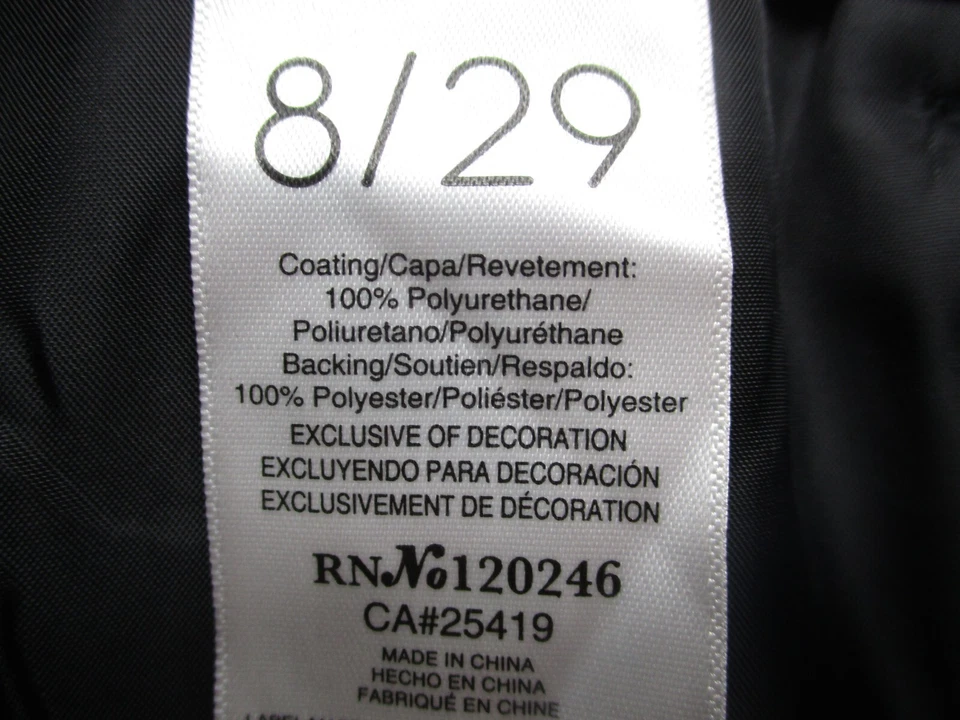 8/29
Coating/Capa/Revetement:
100% Polyurethane/
Poliuretano/Polyuréthane
Backing/Soutien/Respaldo:
100% Polyester/Poliéster/Polyester
EXCLUSIVE OF DECORATION
EXCLUYENDO PARA DECORACIÓN
EXCLUSIVEMENT DE DÉCORATION
RN No 120246
CA#25419
MADE IN CHINA
HECHO EN CHINA
FABRIQUÉ EN CHINE